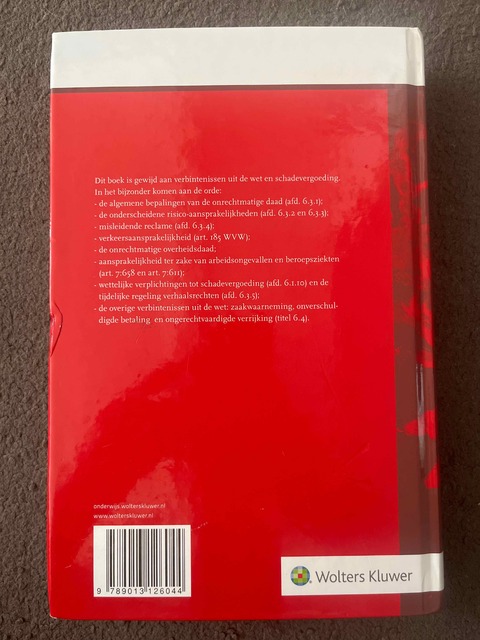 Dit boek is gewijd aan verbintenissen uit de wet en schadevergoeding.
In het bijzonder komen aan de orde:
- de algemene bepalingen van de onrechtmatige daad (afd. 6.3.1);
- de onderscheidene risico-aansprakelijkheden (afd. 6.3.2 en 6.3.3);
- misleidende reclame (afd. 6.3.4);
- verkeersaansprakelijkheid (art. 185 WVW);
- de onrechtmatige overheidsdaad;
- aansprakelijkheid ter zake van arbeidsongevallen en beroepsziekten
(art. 7:658 en art. 7:611);
- wettelijke verplichtingen tot schadevergoeding (afd. 6.1.10) en de
tijdelijke regeling verhaalsrechten (afd. 6.3.5);
- de overige verbintenissen uit de wet: zaakwaarneming, onverschul-
digde betaling en ongerechtvaardigde verrijking (titel 6.4).
onderwijs.wolterskluwer.nl
www.wolterskluwer.nl
9 789013 126044
Wolters Kluwer